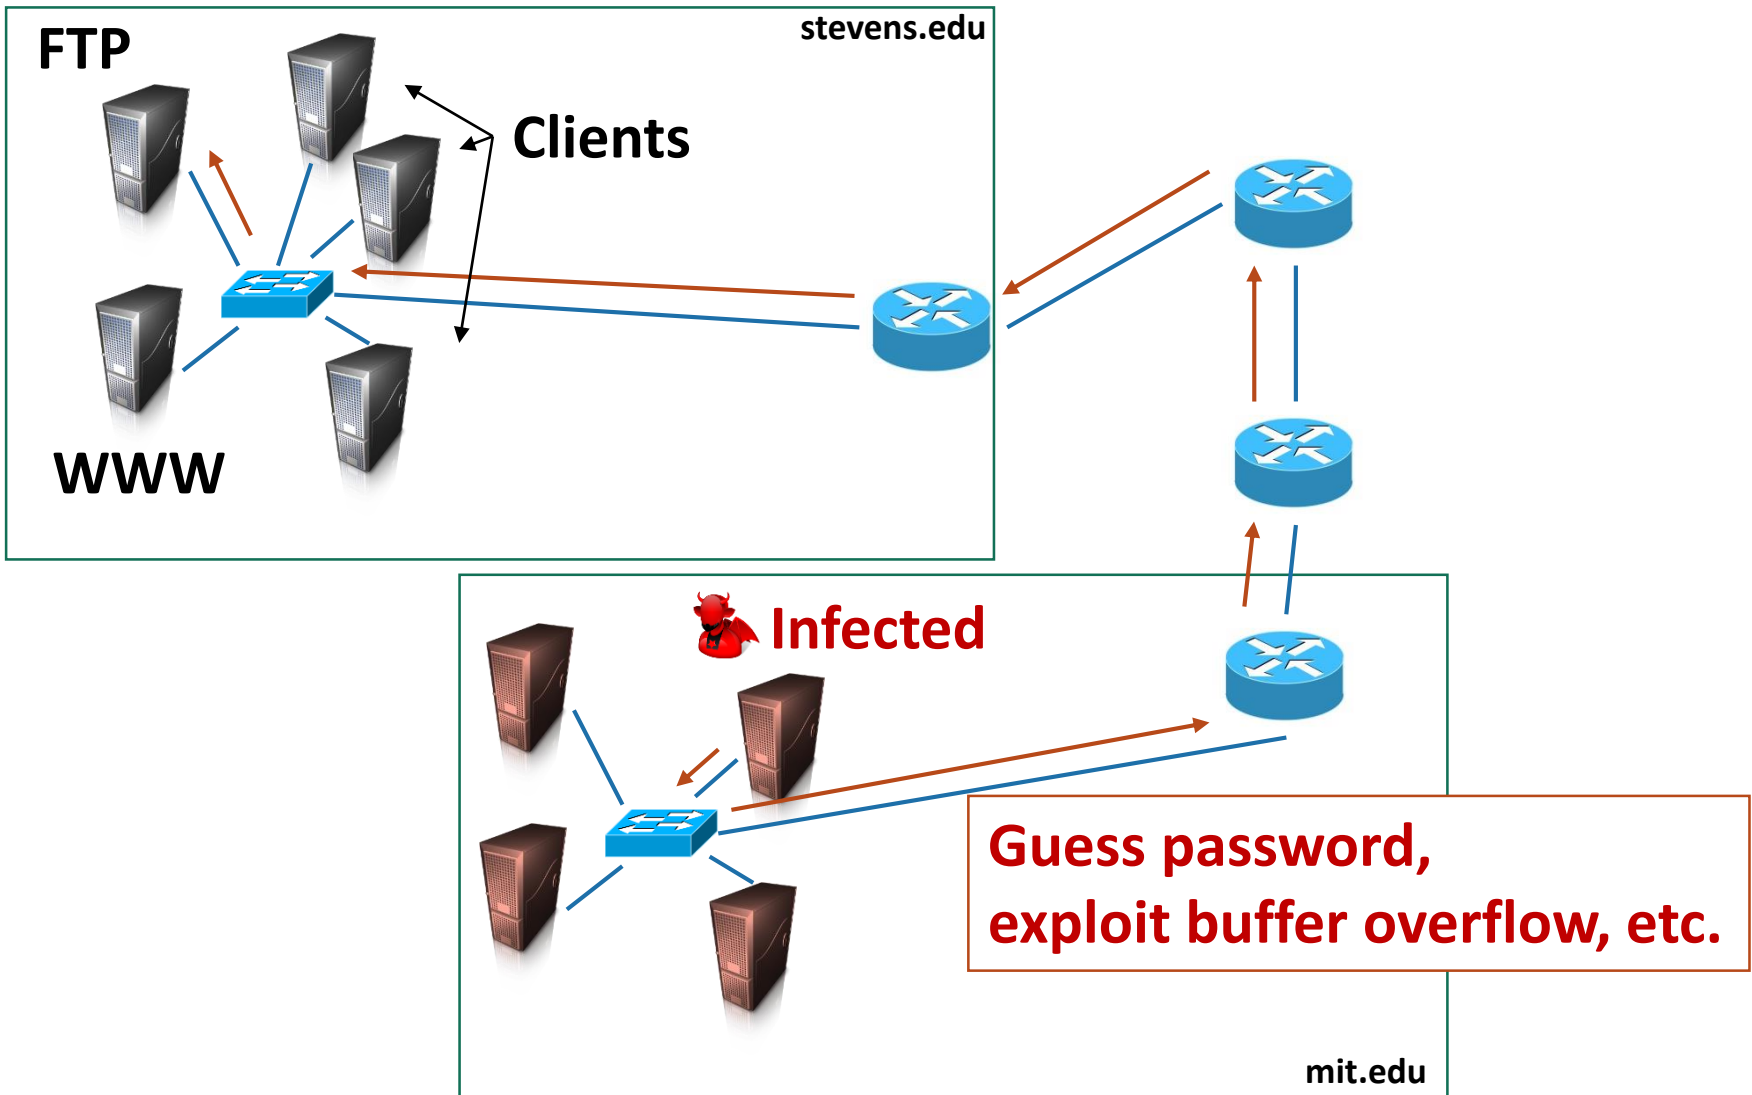 stevens.edu
FTP
Clients
WWW
Infected
Guess password,
exploit buffer overflow, etc.
mit.edu